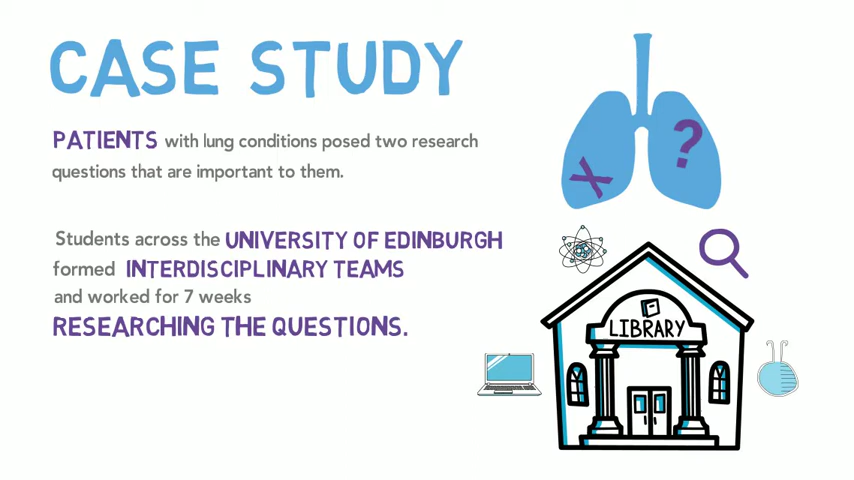 CASE STUDY
PATIENTS with lung conditions posed two research
questions that are important to them.
X
?
Students across the UNIVERSITY OF EDINBURGH
formed INTERDISCIPLINARY TEAMS
and worked for 7 weeks
RESEARCHING THE QUESTIONS.
LIBRARY